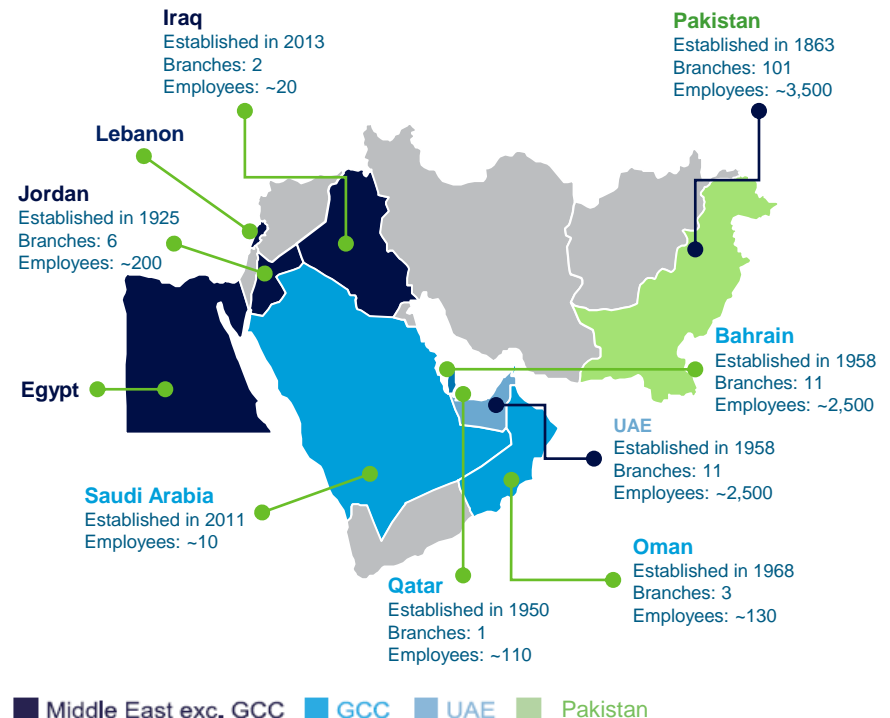 Iraq
Established in 2013
Branches: 2
Employees: ~20
Pakistan
Established in 1863
Branches: 101
Employees: ~3,500
Lebanon
Jordan
Established in 1925
Branches: 6
Employees: ~200
Egypt
Bahrain
Established in 1958
Branches: 11
Employees: ~2,500
UAE
Established in 1958
Branches: 11
Employees: ~2,500
Saudi Arabia
Established in 2011
Employees: ~10
Oman
Established in 1968
Branches: 3
Employees: ~130
Qatar
Established in 1950
Branches: 1
Employees: ~110
Middle East exc. GCC GCC UAE Pakistan